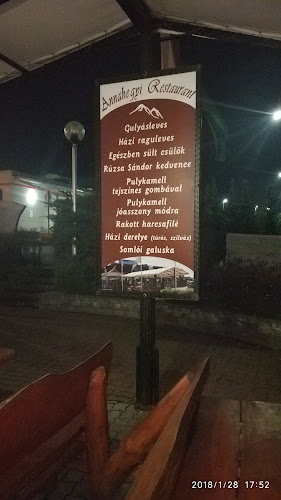 Annahegyi Restaurant
Gulyásleves
Házi raguleves
Egészben sült csülök
Rúzsa Sándor kedvence
Pulykamell
tejszínes gombával
Pulykamell
jóasszony módra
Rakott harcsafilé
Házi derelye (túrós, szilvás)
Somlói galuska
2018/1/28 17:52